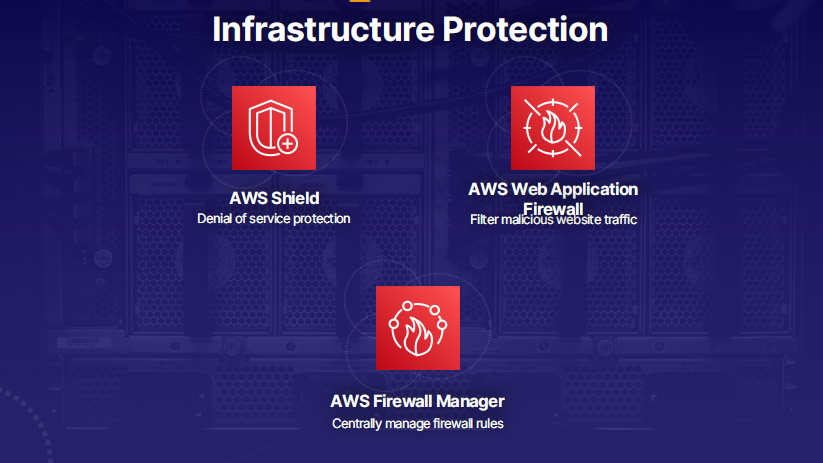 Infrastructure Protection
AWS Shield
Denial of service protection
AWS Web Application
Firewall
Filter malicious website traffic
AWS Firewall Manager
Centrally manage firewall rules